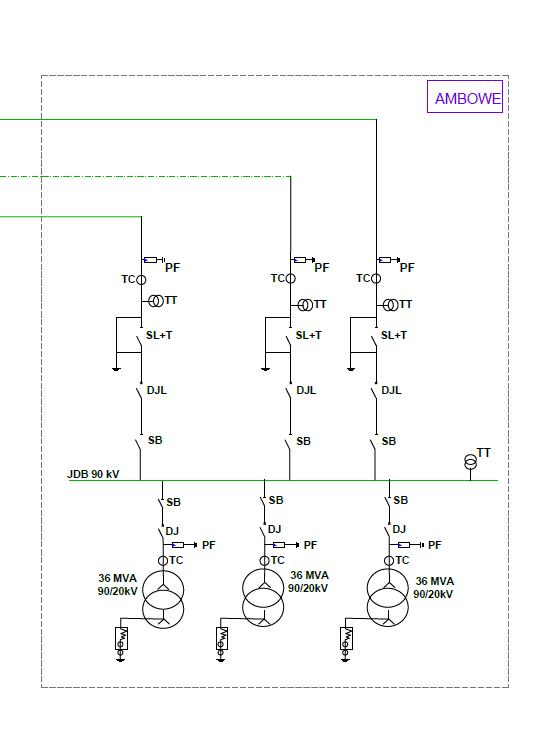 AMBOWE
PF
PF
PF
TC
TC
TC
TT
TT
TT
SL+T
SL+T
SL+T
DJL
DJL
DJL
SB
SB
SB
TT
JDB 90 kV
SB
SB
SB
DJ
DJ
DJ
PF
PF
PF
TC
TC
TC
36 MVA
90/20kV
36 MVA
90/20kV
36 MVA
90/20kV